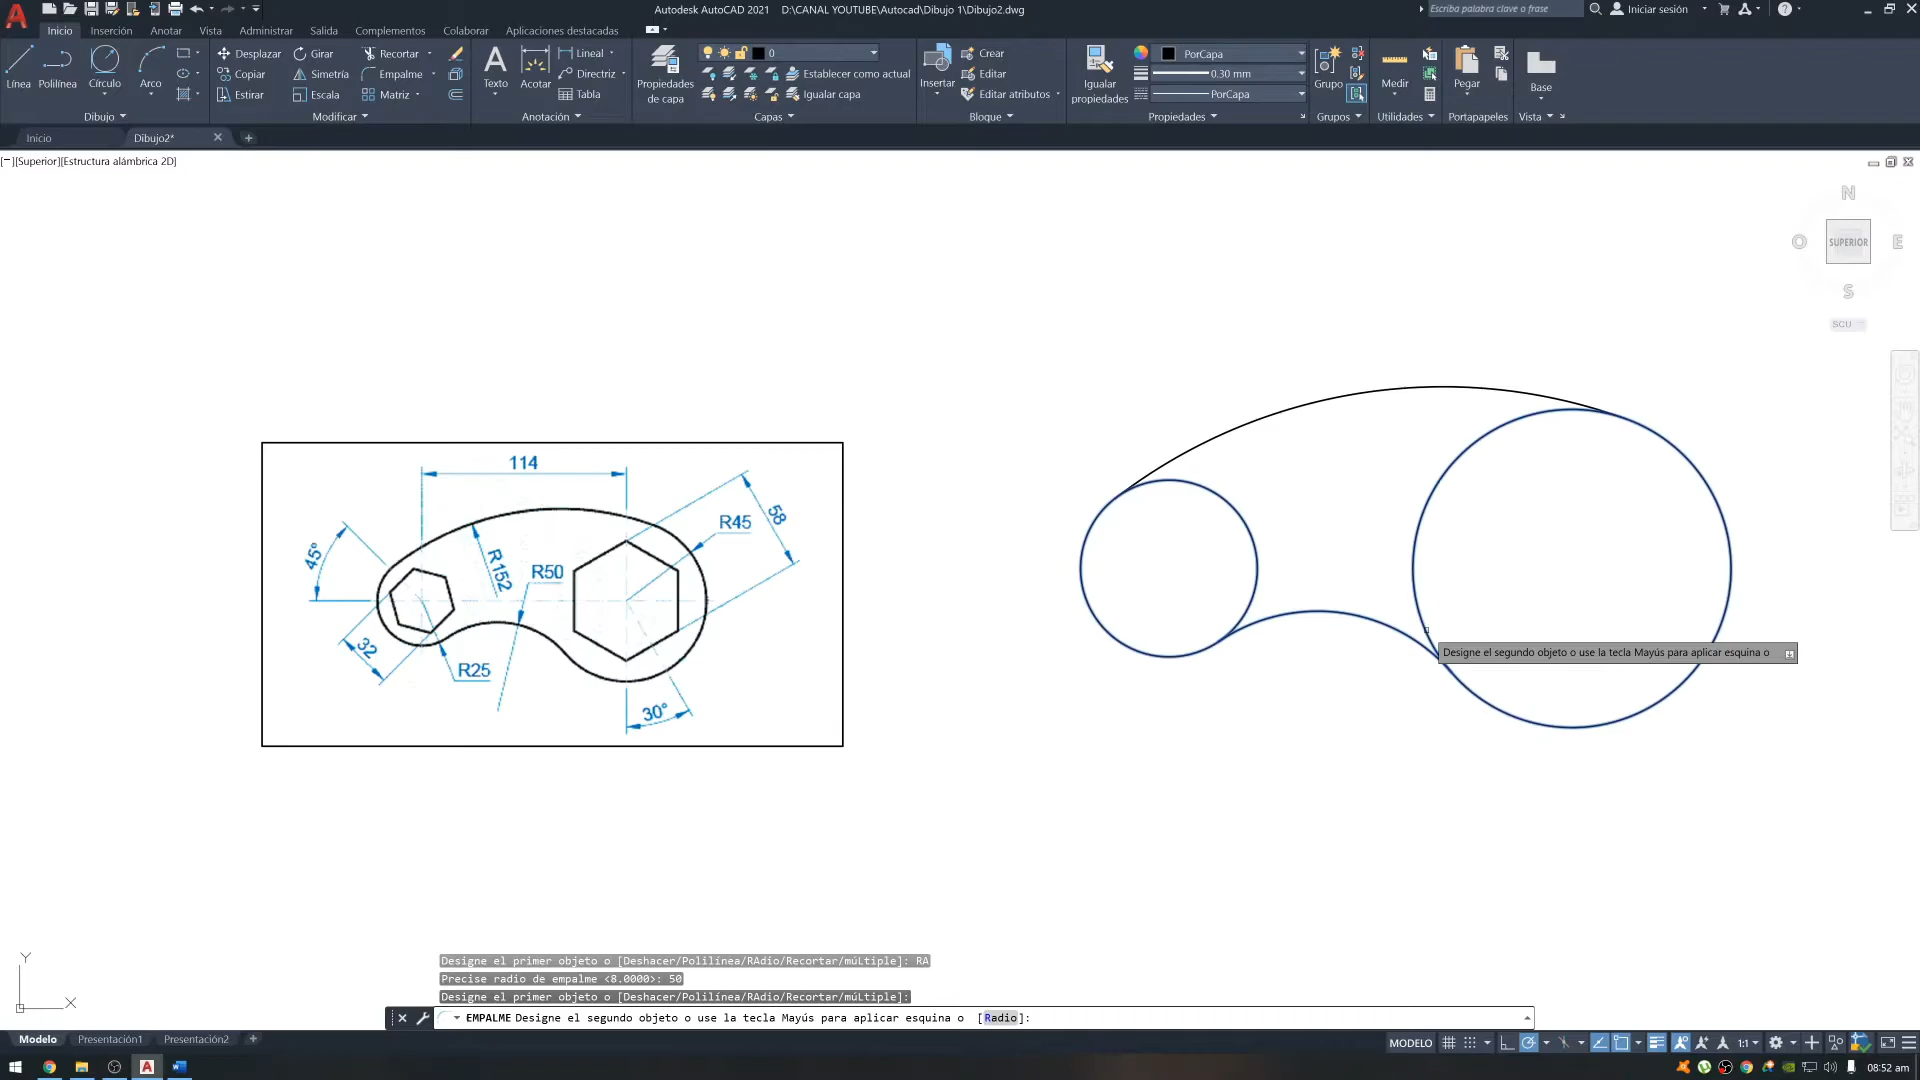 Autodesk AutoCAD 2021 D:\CANAL YOUTUBE\Autocad\Dibujo 1\Dibujo2.dwg
Escriba palabra clave o frase
Iniciar sesión
Inicio Inserción Anotar Vista Administrar Salida Complementos Colaborar Aplicaciones destacadas
Línea Polilínea Círculo Arco
Desplazar Girar Recortar
Copiar Simetría Empalme
Estirar Escala Matriz
Texto Acotar
Lineal
Directriz
Tabla
Propiedades de capa
0
Establecer como actual
Igualar capa
Insertar
Crear
Editar
Editar atributos
Igualar propiedades
PorCapa
0.30 mm
PorCapa
Grupo
Medir
Pegar
Base
Dibujo Modificar Anotación Capas Bloque Propiedades Grupos Utilidades Portapapeles Vista
Inicio Dibujo2*
[−][Superior][Estructura alámbrica 2D]
N
O SUPERIOR E
S
SCU
114
58
R45
45°
R152
R50
32
R25
30°
Designe el segundo objeto o use la tecla Mayús para aplicar esquina o
Y
X
Designe el primer objeto o [Deshacer/Polilínea/RAdio/Recortar/múLtiple]: RA
Precise radio de empalme <8.0000>: 50
Designe el primer objeto o [Deshacer/Polilínea/RAdio/Recortar/múLtiple]:
EMPALME Designe el segundo objeto o use la tecla Mayús para aplicar esquina o [Radio]:
Modelo Presentación1 Presentación2
MODELO 1:1
08:52 am